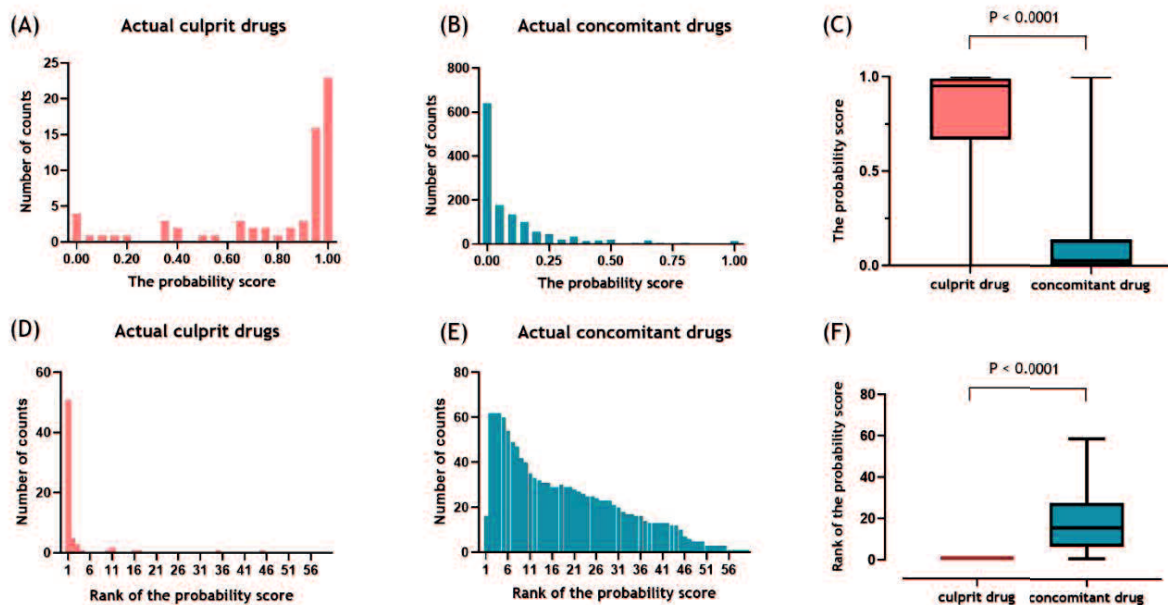 (A)
Actual culprit drugs
Number of counts
25
20
15
10
5
0
0.00 0.20 0.40 0.60 0.80 1.00
The probability score
(B)
Actual concomitant drugs
Number of counts
800
600
400
200
0
0.00 0.25 0.50 0.75 1.00
The probability score
(C)
P < 0.0001
The probability score
1.0
0.5
0.0
culprit drug concomitant drug
(D)
Actual culprit drugs
Number of counts
60
40
20
0
1 6 11 16 21 26 31 36 41 46 51 56
Rank of the probability score
(E)
Actual concomitant drugs
Number of counts
80
60
40
20
0
1 6 11 16 21 26 31 36 41 46 51 56
Rank of the probability score
(F)
P < 0.0001
Rank of the probability score
80
60
40
20
0
culprit drug concomitant drug